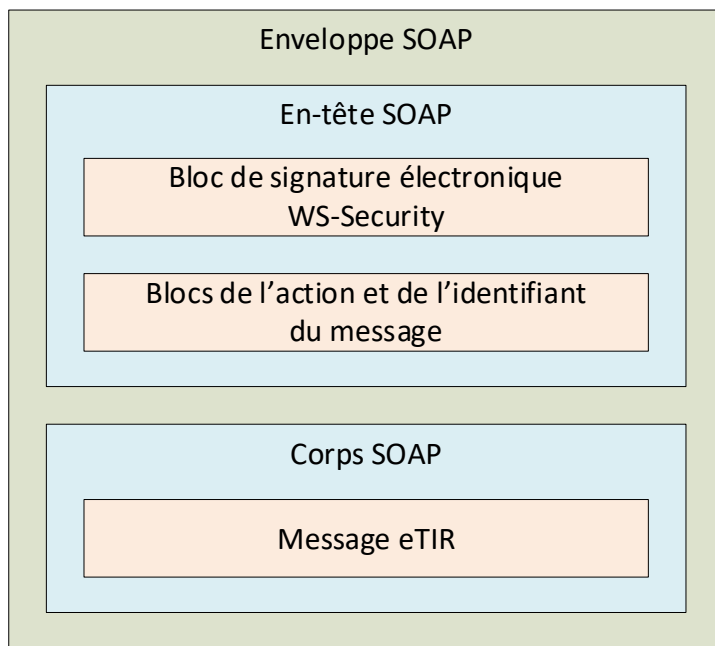 Enveloppe SOAP
En-tête SOAP
Bloc de signature électronique
WS-Security
Blocs de l’action et de l’identifiant
du message
Corps SOAP
Message eTIR